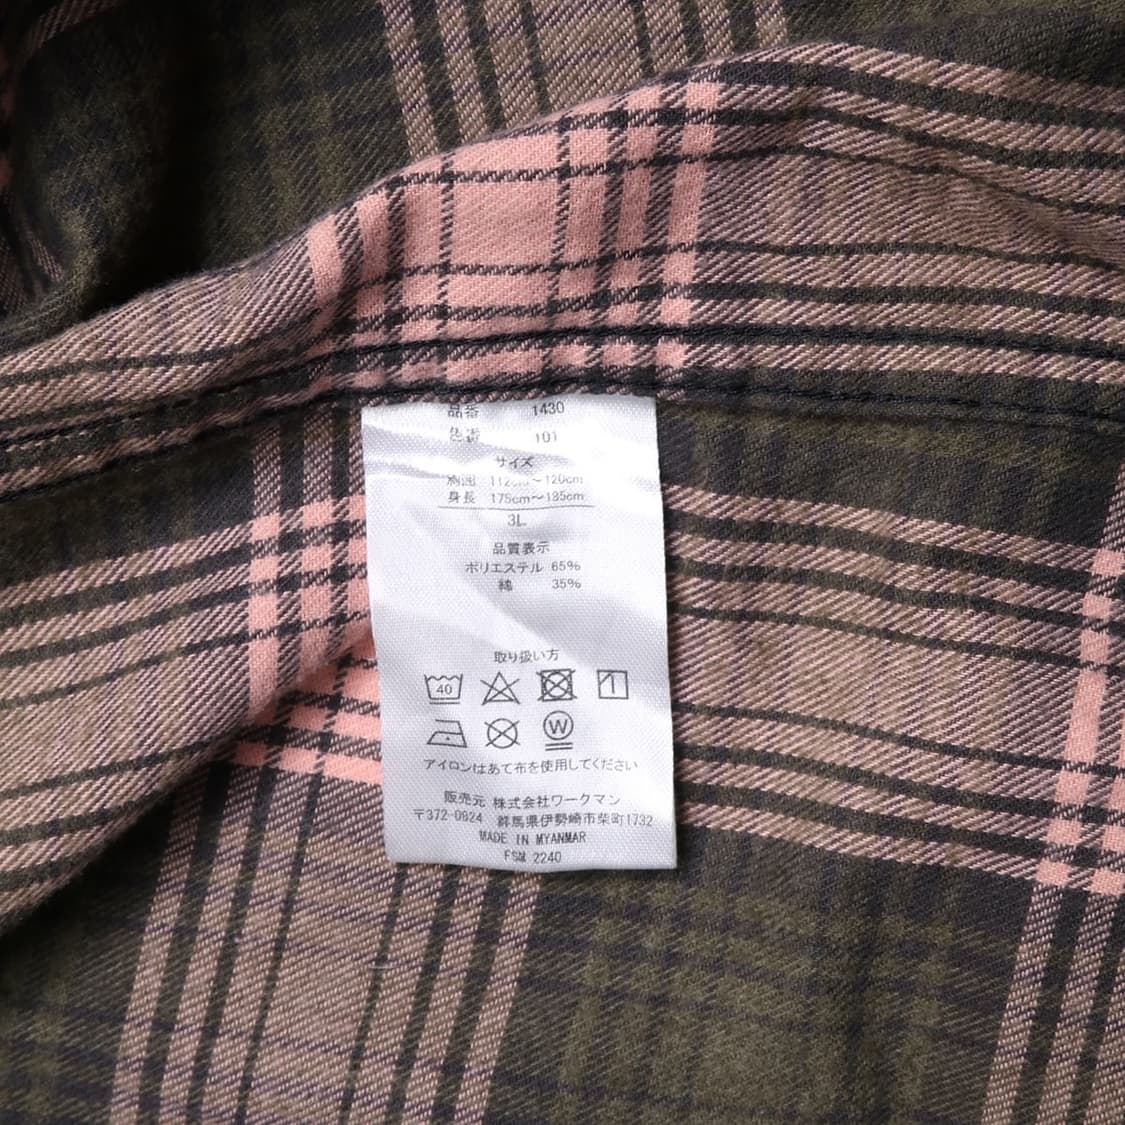 品番 1430
色番 101
サイズ
胸囲 112cm～120cm
身長 175cm～185cm
3L
品質表示
ポリエステル 65%
綿 35%
取り扱い方
40
W
アイロンはあて布を使用してください
販売元 株式会社ワークマン
〒372-0824 群馬県伊勢崎市柴町1732
MADE IN MYANMAR
FSM 2240